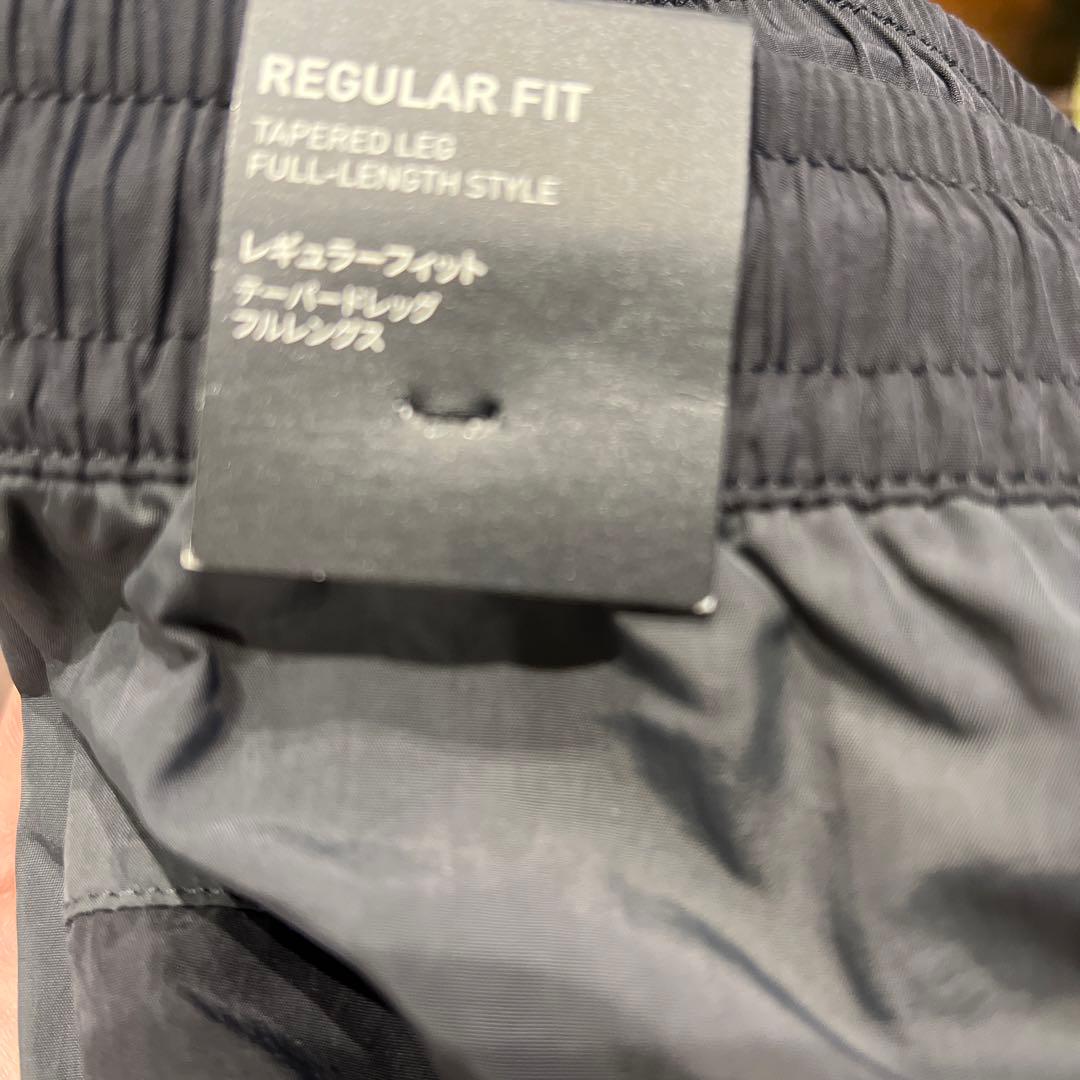 REGULAR FIT
TAPERED LEG
FULL-LENGTH STYLE
レギュラーフィット
テーパードレッグ
フルレングス